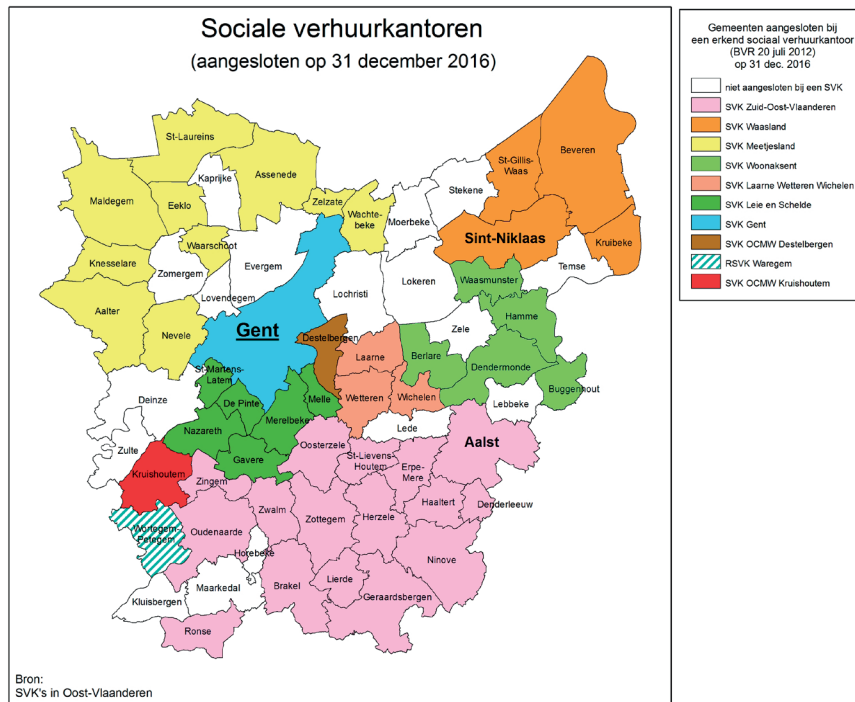 Sociale verhuurkantoren
(aangesloten op 31 december 2016)
Gemeenten aangesloten bij
een erkend sociaal verhuurkantoor
(BVR 20 juli 2012)
op 31 dec. 2016
niet aangesloten bij een SVK
SVK Zuid-Oost-Vlaanderen
SVK Waasland
SVK Meetjesland
SVK Woonaksent
SVK Laarne Wetteren Wichelen
SVK Leie en Schelde
SVK Gent
SVK OCMW Destelbergen
RSVK Waregem
SVK OCMW Kruishoutem
St-Laureins
Kaprijke
Assenede
Maldegem
Eeklo
Zelzate
Wachte-
beke
Moerbeke
Stekene
St-Gillis-
Waas
Beveren
Sint-Niklaas
Kruibeke
Temse
Knesselare
Waarschoot
Zomergem
Evergem
Lovendegem
Lochristi
Lokeren
Waasmunster
Hamme
Zele
Aalter
Nevele
Gent
Destelbergen
Laarne
Berlare
Dendermonde
Buggenhout
St-Martens-
Latem
Deinze
De Pinte
Melle
Wetteren
Wichelen
Lebbeke
Merelbeke
Nazareth
Lede
Aalst
Zulte
Gavere
Oosterzele
St-Lievens-
Houtem
Erpe-
Mere
Kruishoutem
Zingem
Zwalm
Zottegem
Herzele
Haaltert
Denderleeuw
Wortegem-
Petegem
Oudenaarde
Horebeke
Ninove
Maarkedal
Brakel
Lierde
Geraardsbergen
Kluisbergen
Ronse
Bron:
SVK's in Oost-Vlaanderen